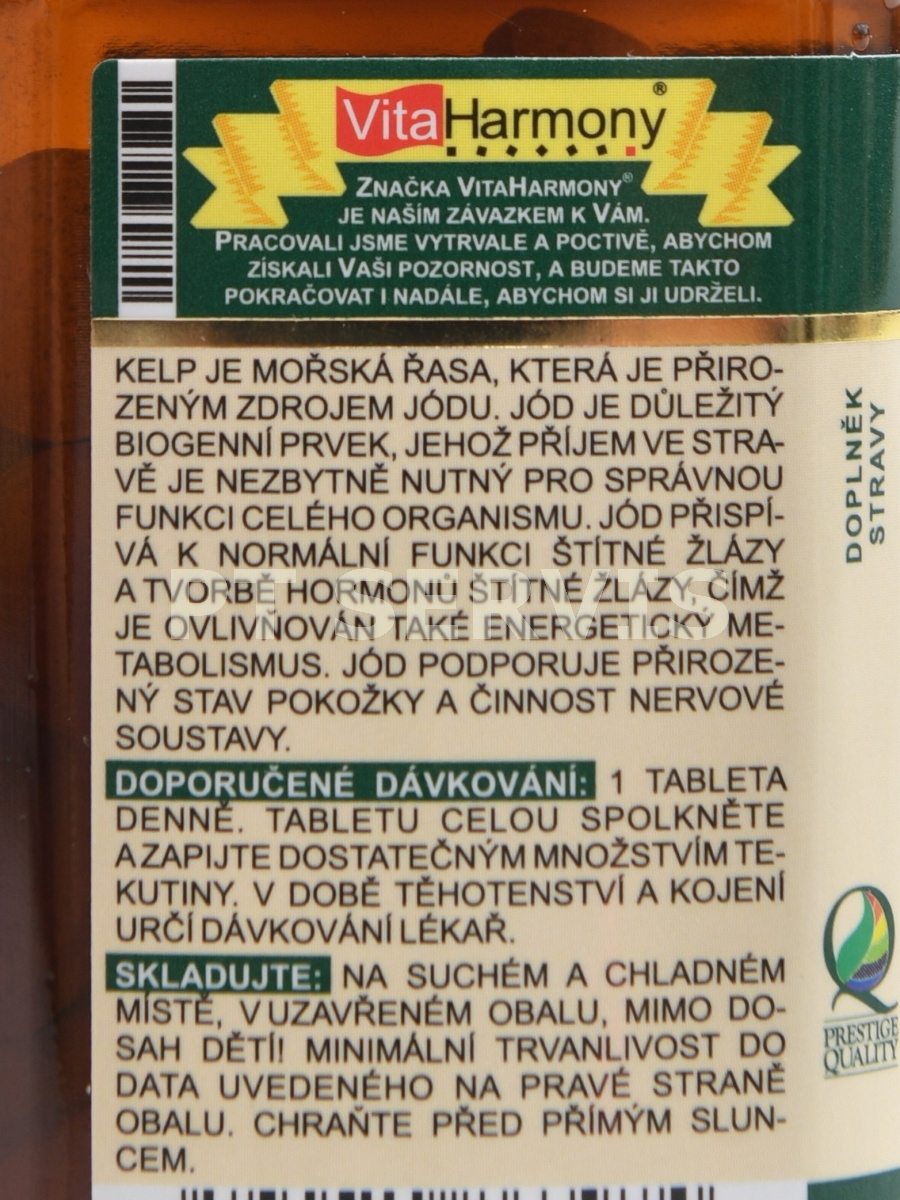 VitaHarmony®
ZNAČKA VITAHARMONY®
JE NAŠÍM ZÁVAZKEM K VÁM.
PRACOVALI JSME VYTRVALE A POCTIVĚ, ABYCHOM
ZÍSKALI VAŠI POZORNOST, A BUDEME TAKTO
POKRAČOVAT I NADÁLE, ABYCHOM SI JI UDRŽELI.
KELP JE MOŘSKÁ ŘASA, KTERÁ JE PŘIRO-
ZENÝM ZDROJEM JÓDU. JÓD JE DŮLEŽITÝ
BIOGENNÍ PRVEK, JEHOŽ PŘÍJEM VE STRA-
VĚ JE NEZBYTNĚ NUTNÝ PRO SPRÁVNOU
FUNKCI CELÉHO ORGANISMU. JÓD PŘISPÍ-
VÁ K NORMÁLNÍ FUNKCI ŠTÍTNÉ ŽLÁZY
A TVORBĚ HORMONŮ ŠTÍTNÉ ŽLÁZY, ČÍMŽ
JE OVLIVŇOVÁN TAKÉ ENERGETICKÝ ME-
TABOLISMUS. JÓD PODPORUJE PŘIROZE-
NÝ STAV POKOŽKY A ČINNOST NERVOVÉ
SOUSTAVY.
DOPORUČENÉ DÁVKOVÁNÍ: 1 TABLETA
DENNĚ. TABLETU CELOU SPOLKNĚTE
A ZAPIJTE DOSTATEČNÝM MNOŽSTVÍM TE-
KUTINY. V DOBĚ TĚHOTENSTVÍ A KOJENÍ
URČÍ DÁVKOVÁNÍ LÉKAŘ.
SKLADUJTE: NA SUCHÉM A CHLADNÉM
MÍSTĚ, V UZAVŘENÉM OBALU, MIMO DO-
SAH DĚTÍ! MINIMÁLNÍ TRVANLIVOST DO
DATA UVEDENÉHO NA PRAVÉ STRANĚ
OBALU. CHRAŇTE PŘED PŘÍMÝM SLUN-
CEM.
DOPLNĚK
STRAVY
PRESTIGE
QUALITY
PT SERVIS